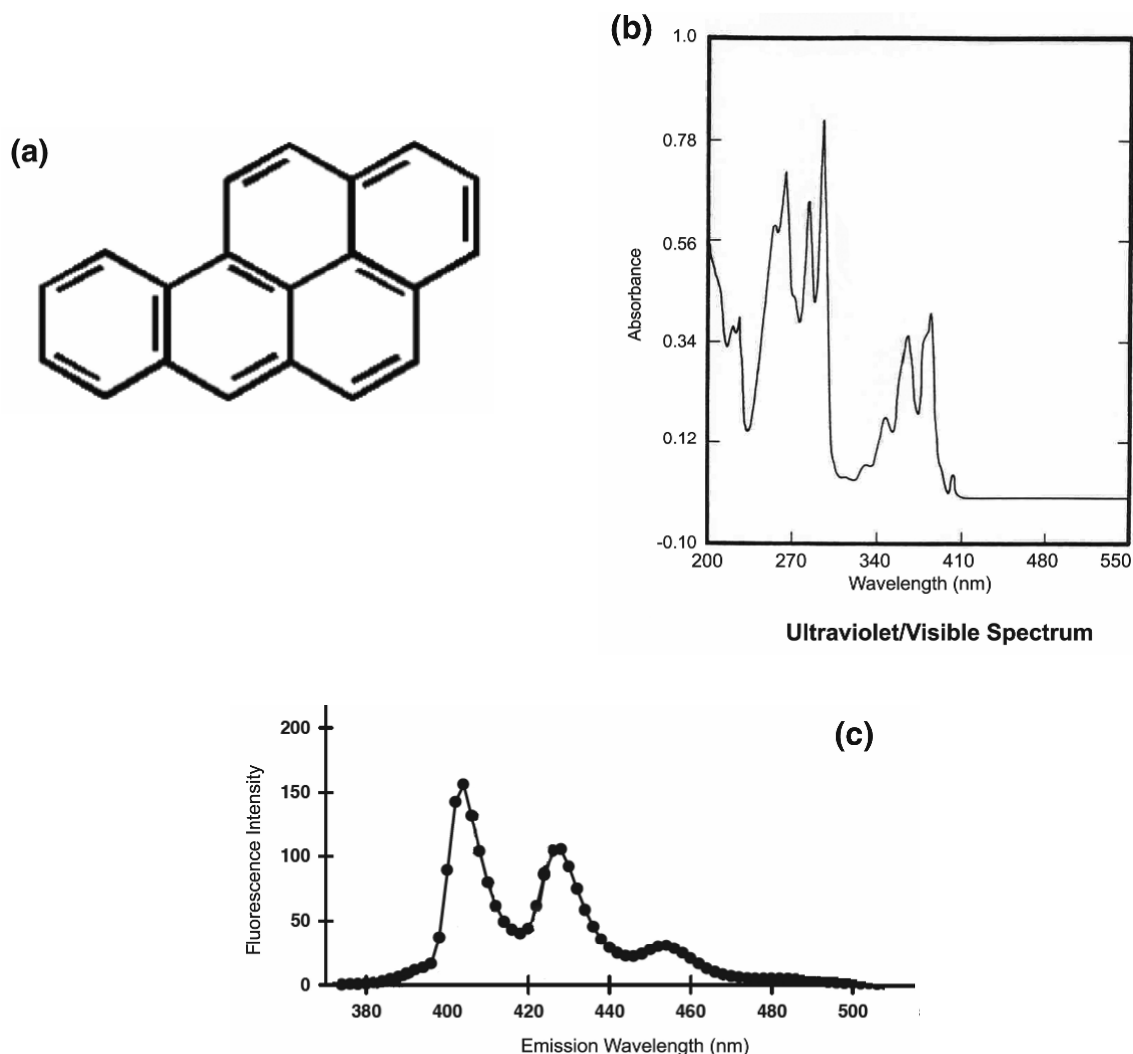 (a)
(b)
1.0
0.78
0.56
0.34
0.12
-0.10
Absorbance
200 270 340 410 480 550
Wavelength (nm)
Ultraviolet/Visible Spectrum
(c)
200
150
100
50
0
Fluorescence Intensity
380 400 420 440 460 480 500
Emission Wavelength (nm)